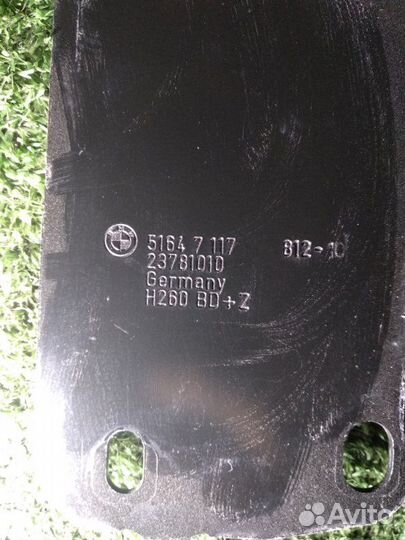 5164 7 117 812-10
23781010
Germany
H260 BD+Z
Avito